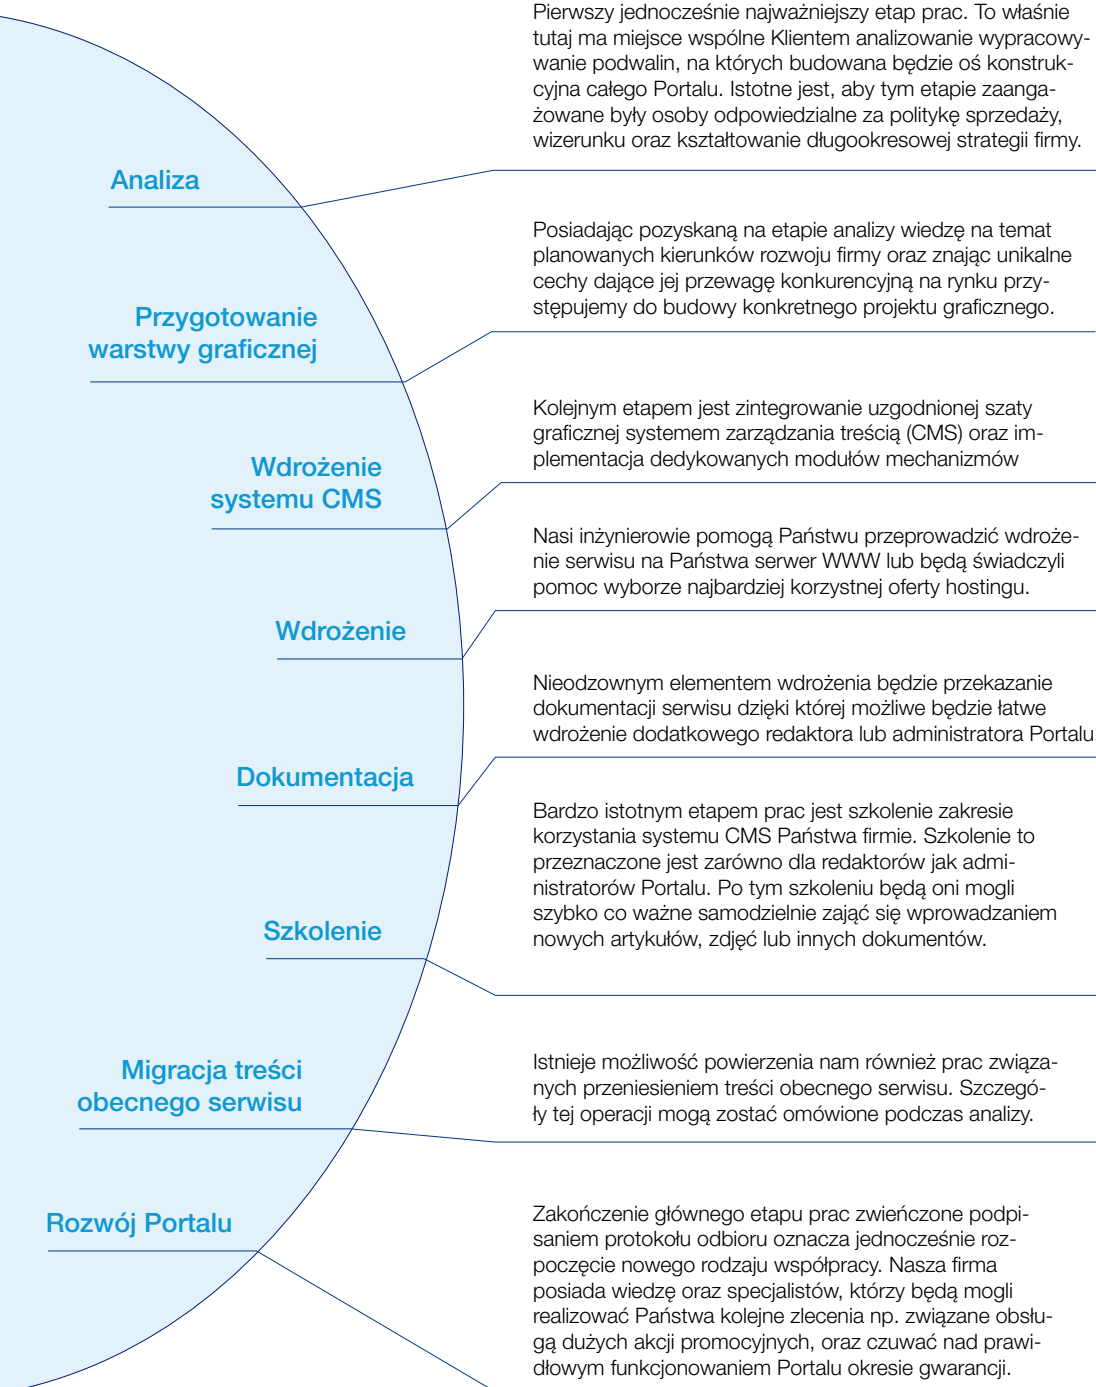 Pierwszy jednocześnie najważniejszy etap prac. To właśnie
tutaj ma miejsce wspólne Klientem analizowanie wypracowy-
wanie podwalin, na których budowana będzie oś konstruk-
cyjna całego Portalu. Istotne jest, aby tym etapie zaanga-
żowane były osoby odpowiedzialne za politykę sprzedaży,
wizerunku oraz kształtowanie długookresowej strategii firmy.
Analiza
Posiadając pozyskaną na etapie analizy wiedzę na temat
planowanych kierunków rozwoju firmy oraz znając unikalne
cechy dające jej przewagę konkurencyjną na rynku przy-
stępujemy do budowy konkretnego projektu graficznego.
Przygotowanie
warstwy graficznej
Kolejnym etapem jest zintegrowanie uzgodnionej szaty
graficznej systemem zarządzania treścią (CMS) oraz im-
plementacja dedykowanych modułów mechanizmów
Wdrożenie
systemu CMS
Nasi inżynierowie pomogą Państwu przeprowadzić wdroże-
nie serwisu na Państwa serwer WWW lub będą świadczyli
pomoc wyborze najbardziej korzystnej oferty hostingu.
Wdrożenie
Nieodzownym elementem wdrożenia będzie przekazanie
dokumentacji serwisu dzięki której możliwe będzie łatwe
wdrożenie dodatkowego redaktora lub administratora Portalu.
Dokumentacja
Bardzo istotnym etapem prac jest szkolenie zakresie
korzystania systemu CMS Państwa firmie. Szkolenie to
przeznaczone jest zarówno dla redaktorów jak admi-
nistratorów Portalu. Po tym szkoleniu będą oni mogli
szybko co ważne samodzielnie zająć się wprowadzaniem
nowych artykułów, zdjęć lub innych dokumentów.
Szkolenie
Istnieje możliwość powierzenia nam również prac związa-
nych przeniesieniem treści obecnego serwisu. Szczegó-
ły tej operacji mogą zostać omówione podczas analizy.
Migracja treści
obecnego serwisu
Zakończenie głównego etapu prac zwieńczone podpi-
saniem protokołu odbioru oznacza jednocześnie roz-
poczęcie nowego rodzaju współpracy. Nasza firma
posiada wiedzę oraz specjalistów, którzy będą mogli
realizować Państwa kolejne zlecenia np. związane obsłu-
gą dużych akcji promocyjnych, oraz czuwać nad prawi-
dłowym funkcjonowaniem Portalu okresie gwarancji.
Rozwój Portalu